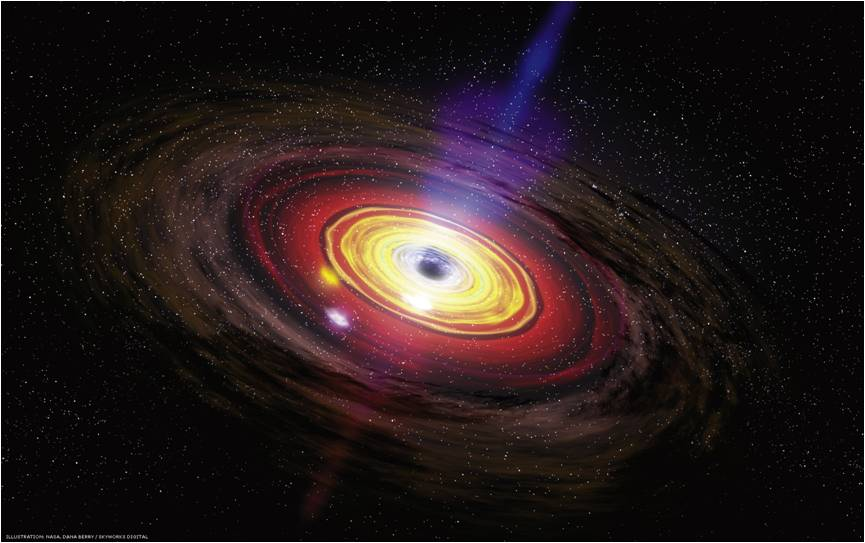 ILLUSTRATION: NASA, DANA BERRY / SKYWORKS DIGITAL